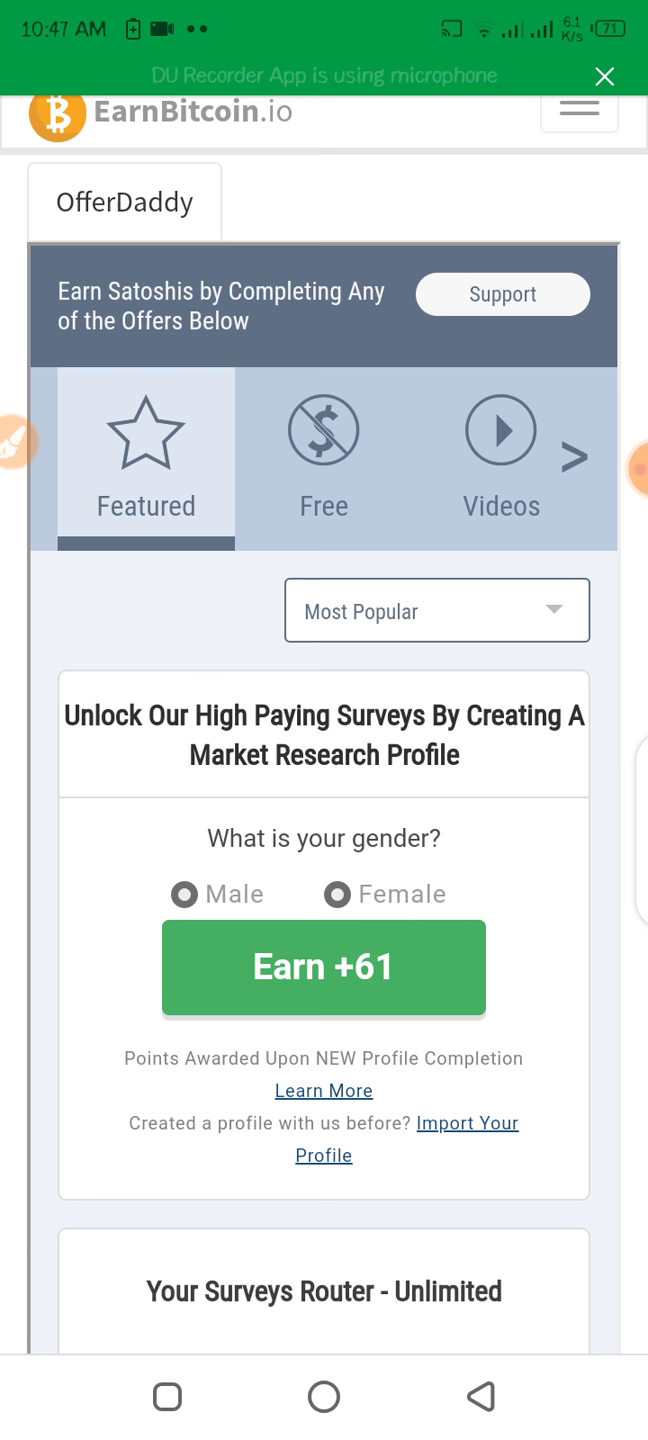 10:47 AM
6.1
K/s
71
DU Recorder App is using microphone
EarnBitcoin.io
OfferDaddy
Earn Satoshis by Completing Any
of the Offers Below
Support
Featured
Free
Videos
>
Most Popular
Unlock Our High Paying Surveys By Creating A
Market Research Profile
What is your gender?
Male
Female
Earn +61
Points Awarded Upon NEW Profile Completion
Learn More
Created a profile with us before? Import Your
Profile
Your Surveys Router - Unlimited